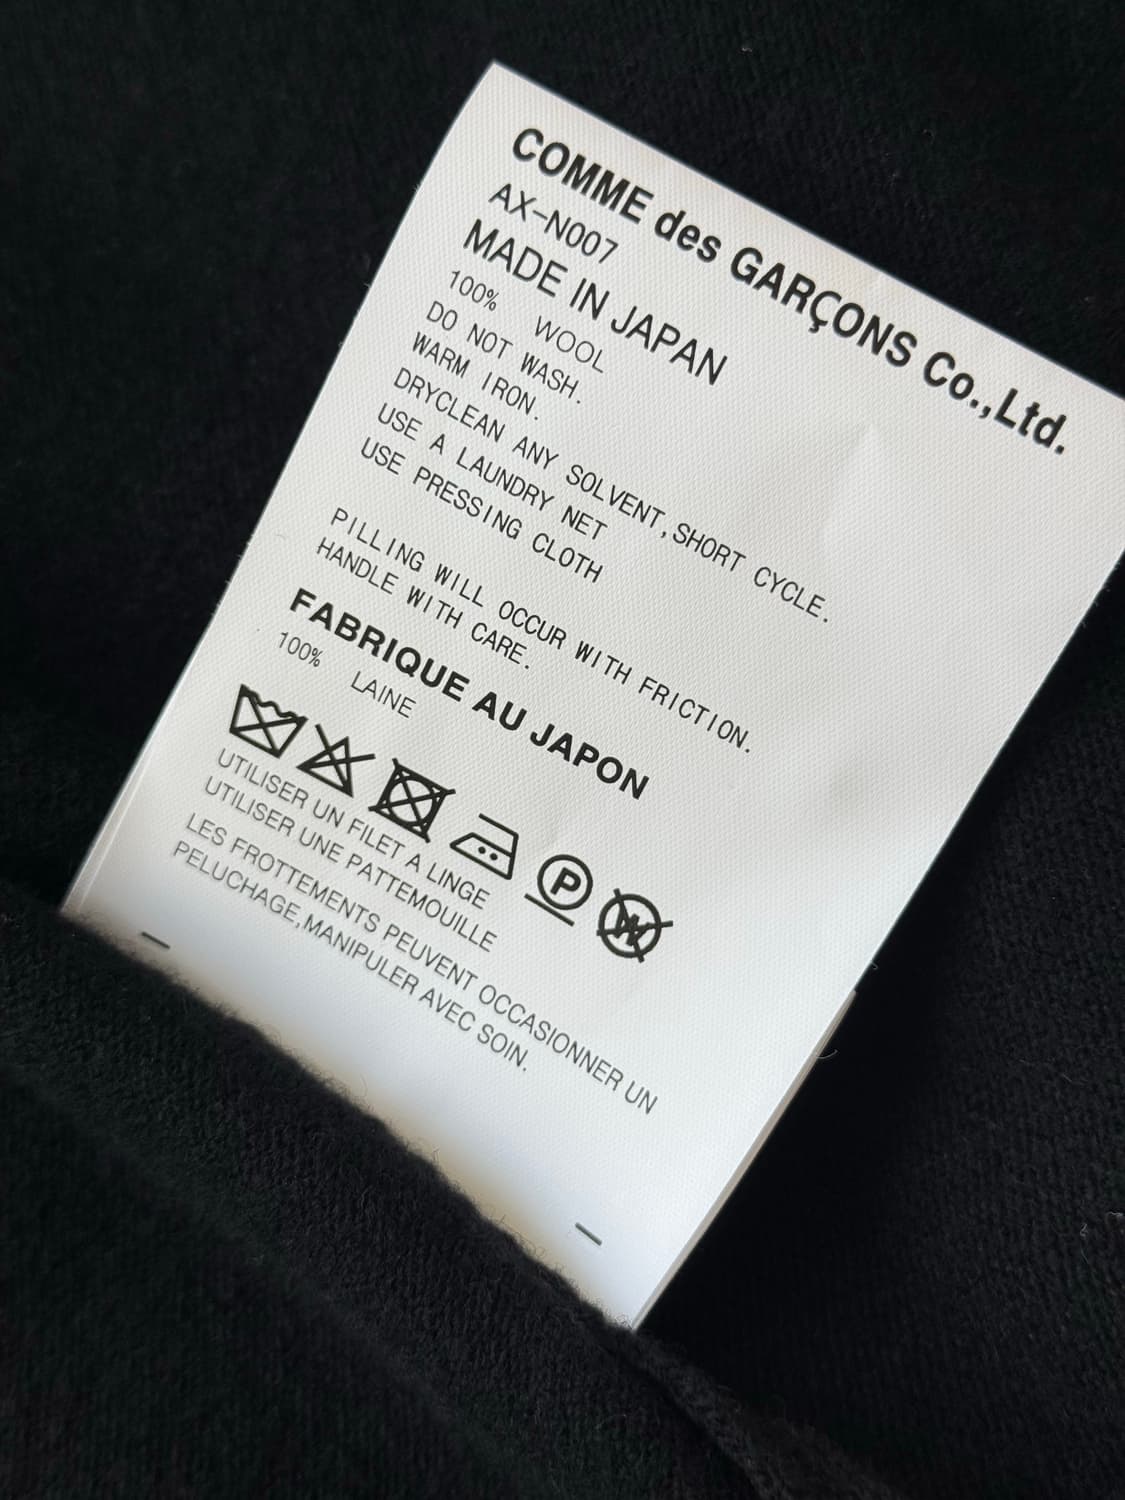 COMME des GARÇONS Co.,Ltd.
AX-N007
MADE IN JAPAN
100% WOOL
DO NOT WASH.
WARM IRON.
DRYCLEAN ANY SOLVENT,SHORT CYCLE.
USE A LAUNDRY NET
USE PRESSING CLOTH
PILLING WILL OCCUR WITH FRICTION.
HANDLE WITH CARE.
FABRIQUE AU JAPON
100% LAINE
P W
UTILISER UN FILET A LINGE
UTILISER UNE PATTEMOUILLE
LES FROTTEMENTS PEUVENT OCCASIONNER UN
PELUCHAGE,MANIPULER AVEC SOIN.